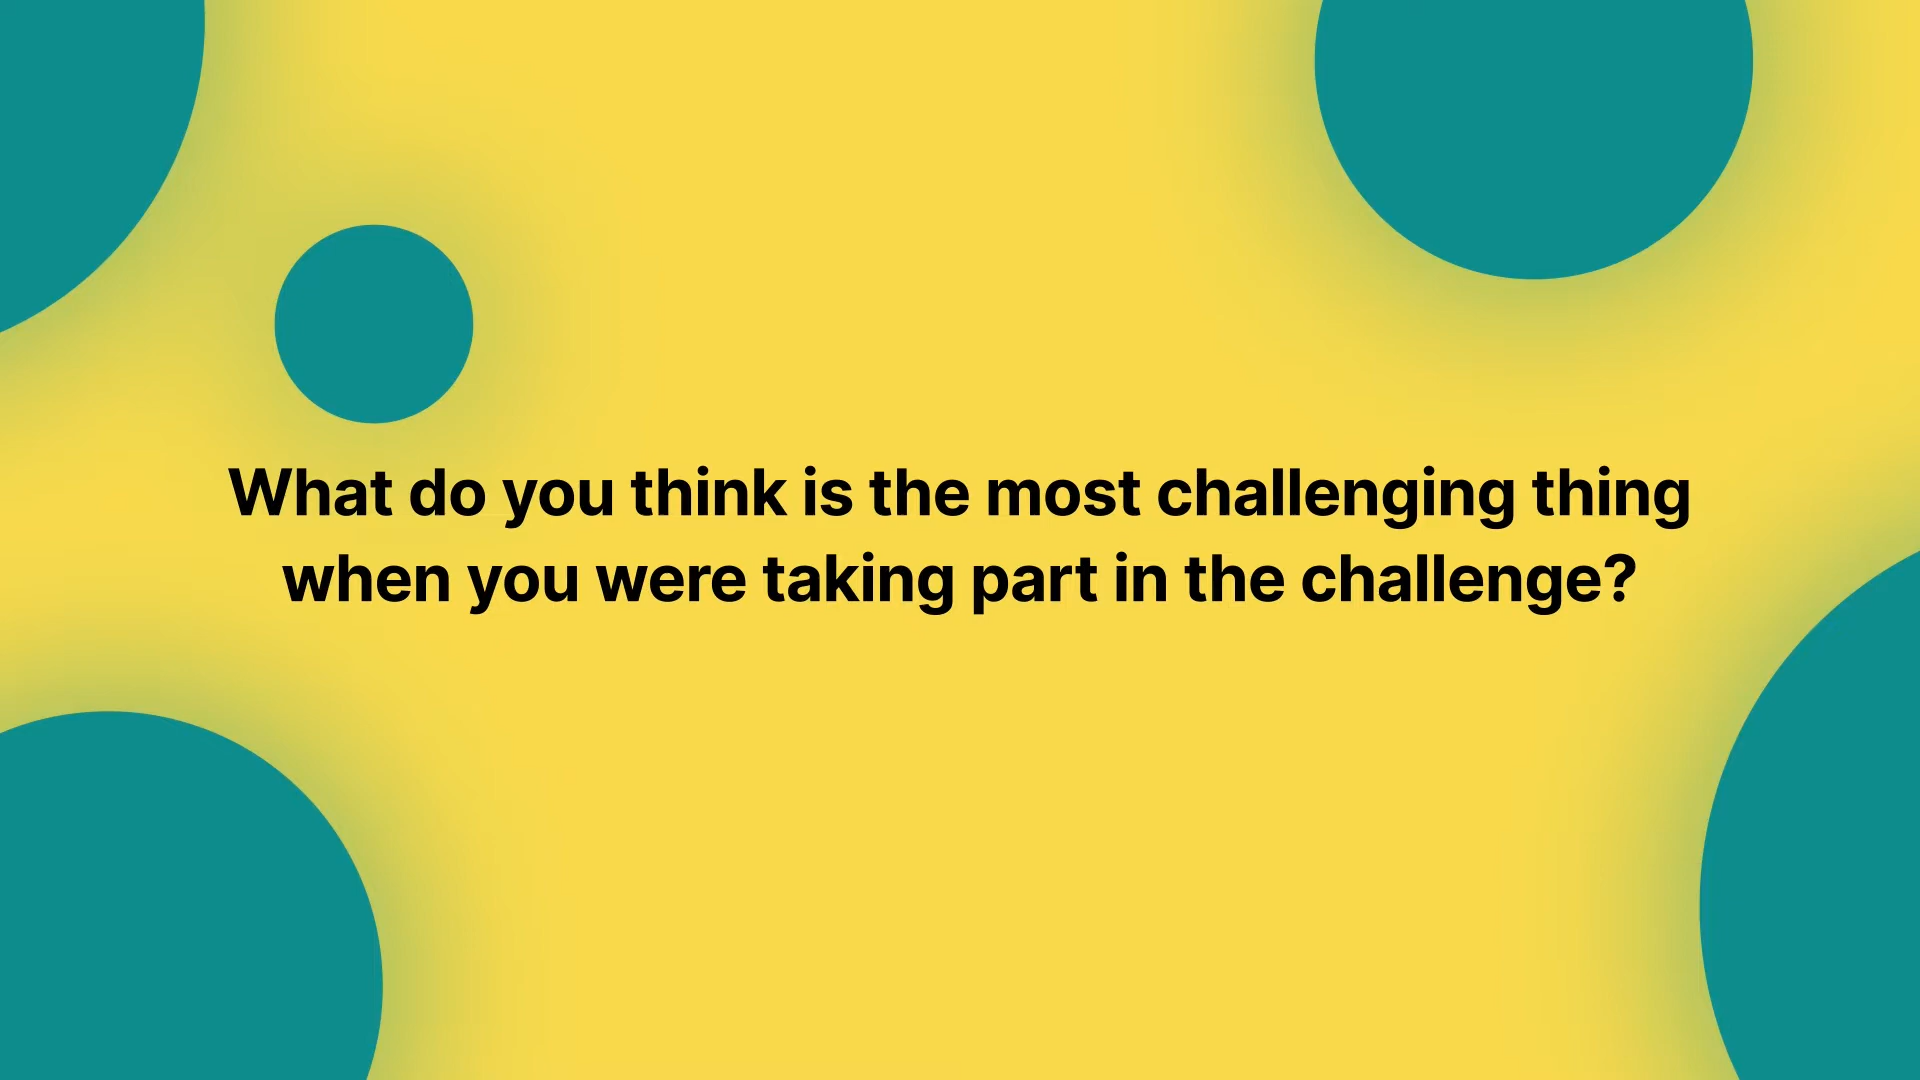 What do you think is the most challenging thing
when you were taking part in the challenge?